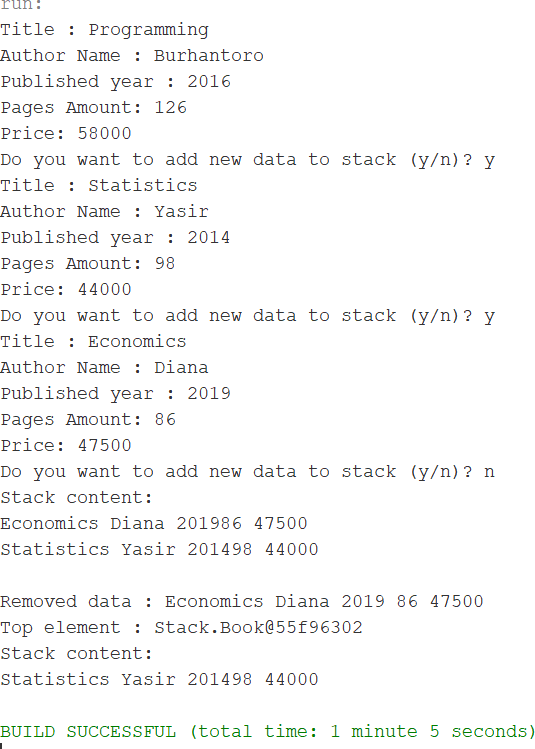 run:
Title : Programming
Author Name : Burhantoro
Published year : 2016
Pages Amount: 126
Price: 58000
Do you want to add new data to stack (y/n)? y
Title : Statistics
Author Name : Yasir
Published year : 2014
Pages Amount: 98
Price: 44000
Do you want to add new data to stack (y/n)? y
Title : Economics
Author Name : Diana
Published year : 2019
Pages Amount: 86
Price: 47500
Do you want to add new data to stack (y/n)? n
Stack content:
Economics Diana 201986 47500
Statistics Yasir 201498 44000
Removed data : Economics Diana 2019 86 47500
Top element : Stack.Book@55f96302
Stack content:
Statistics Yasir 201498 44000
BUILD SUCCESSFUL (total time: 1 minute 5 seconds)